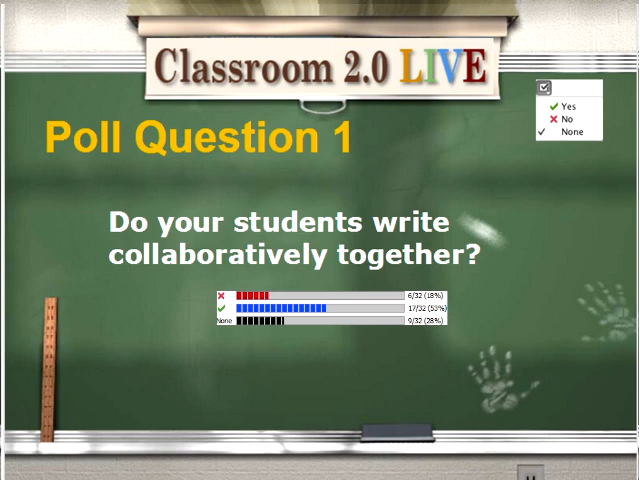 Classroom 2.0 LIVE
Yes
No
None
Poll Question 1
Do your students write
collaboratively together?
6/32 (18%)
17/32 (53%)
None 9/32 (28%)